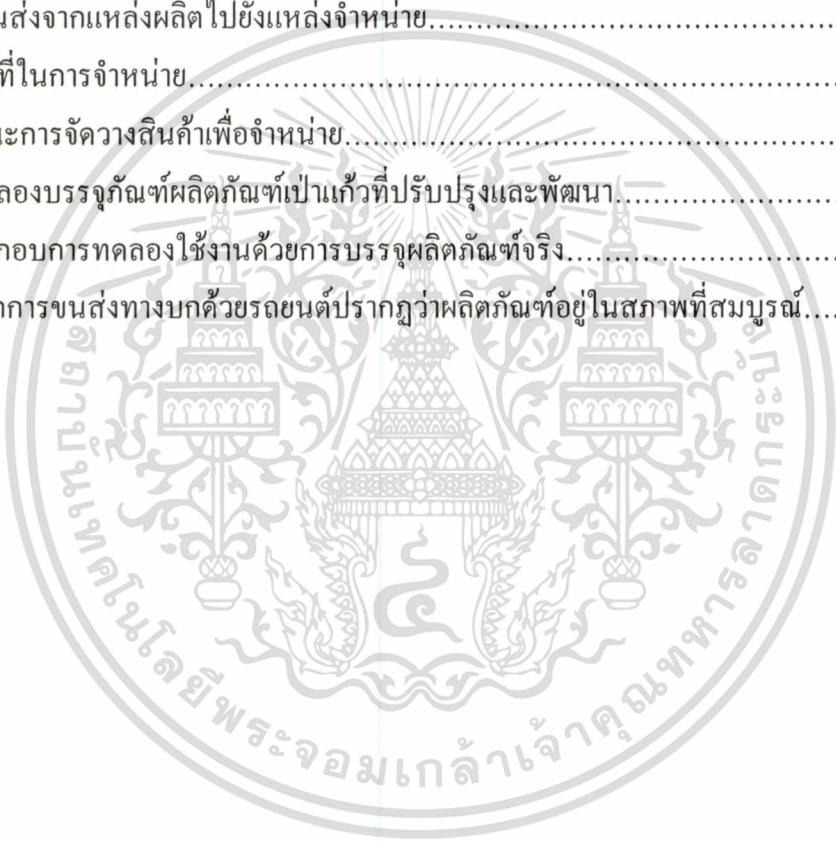 นส่งจากแหล่งผลิตไปยังแหล่งจำหน่าย................................................
ที่ในการจำหน่าย................................................................................
ะการจัดวางสินค้าเพื่อจำหน่าย............................................................
ลองบรรจุภัณฑ์ผลิตภัณฑ์เป่าแก้วที่ปรับปรุงและพัฒนา.........................
กอบการทดลองใช้งานด้วยการบรรจุผลิตภัณฑ์จริง................................
การขนส่งทางบกด้วยรถยนต์ปรากฏว่าผลิตภัณฑ์อยู่ในสภาพที่สมบูรณ์....
สถาบันเทคโนโลยีพระจอมเกล้าเจ้าคุณทหารลาดกระบัง